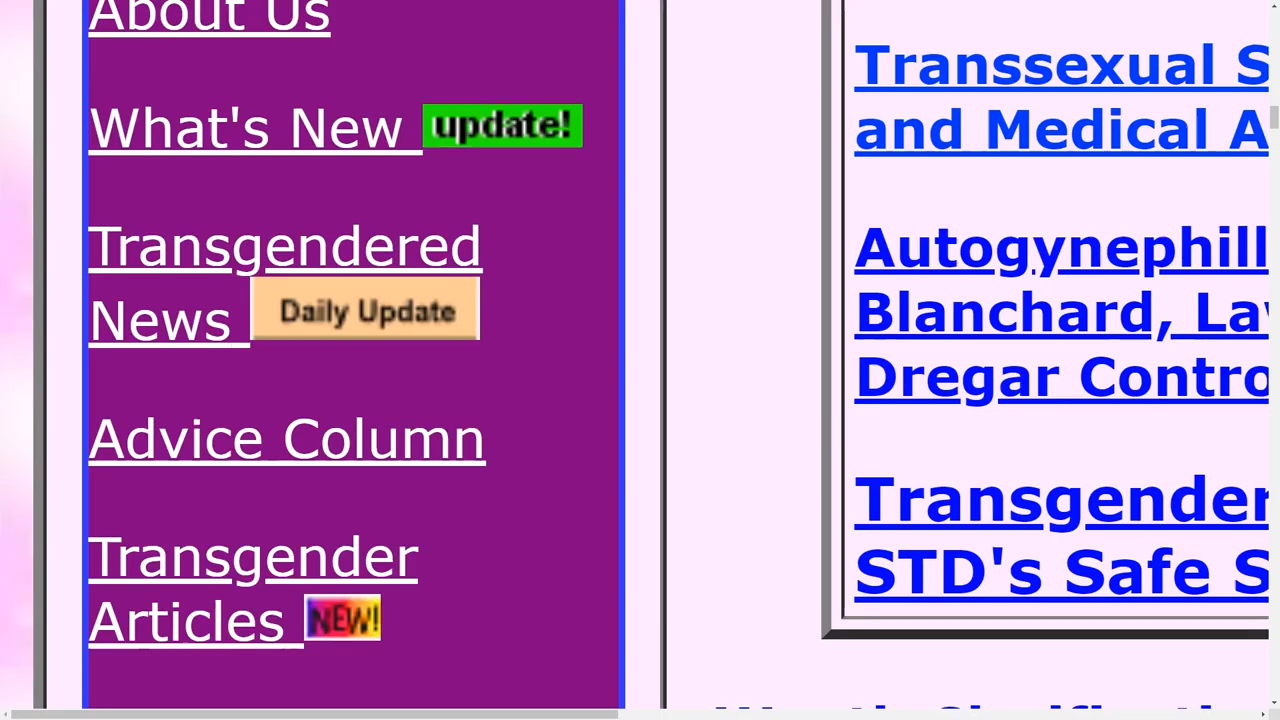 About Us
What's New update!
Transgendered
News Daily Update
Advice Column
Transgender
Articles NEW!
Transsexual S
and Medical A
Autogynephill
Blanchard, La
Dregar Contro
Transgender
STD's Safe S